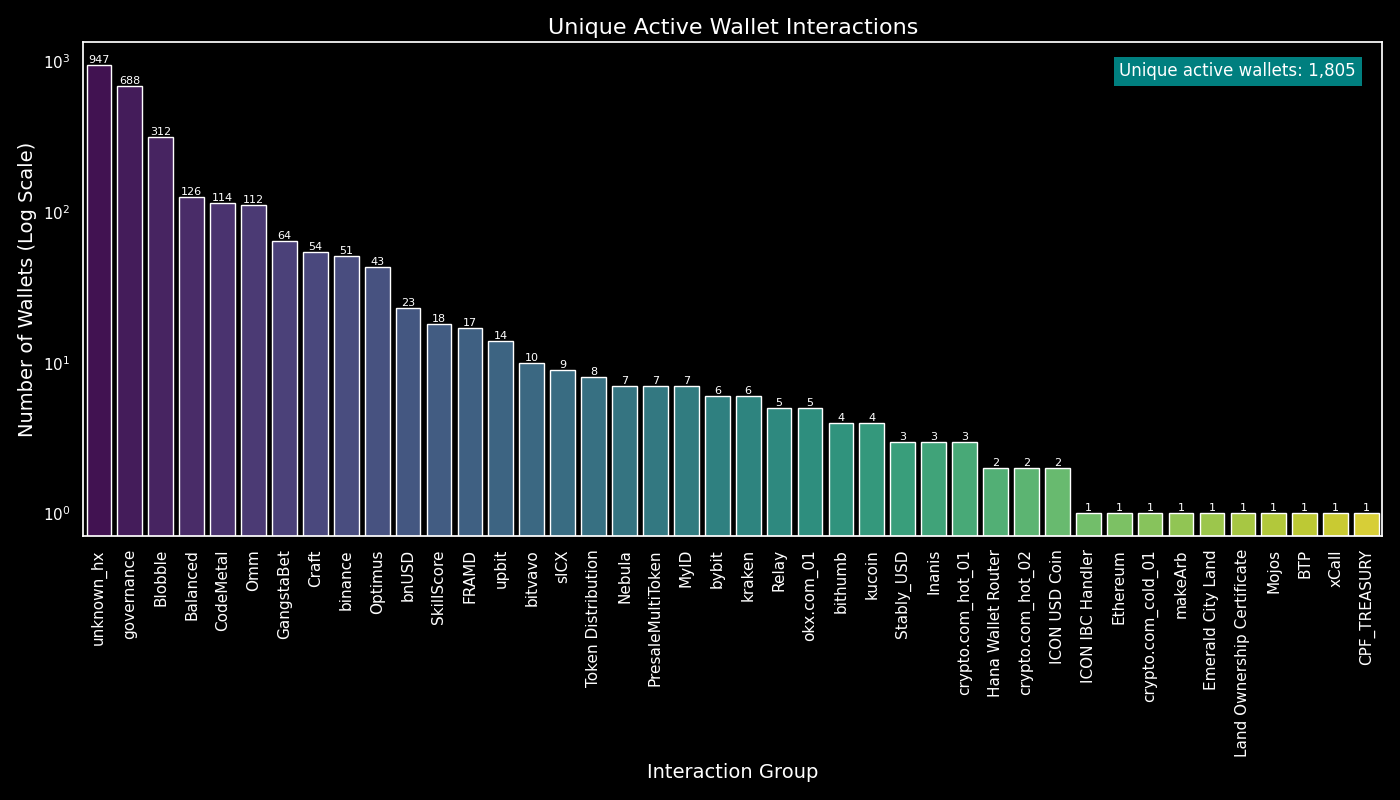 Unique Active Wallet Interactions
Unique active wallets: 1,805
Number of Wallets (Log Scale)
10³
10²
10¹
10⁰
947
688
312
126
114
112
64
54
51
43
23
18
17
14
10
9
8
7
7
7
6
6
5
5
4
4
3
3
3
2
2
2
1
1
1
1
1
1
1
1
1
1
unknown_hx
governance
Blobble
Balanced
CodeMetal
Omm
GangstaBet
Craft
binance
Optimus
bnUSD
SkillScore
FRAMD
upbit
bitvavo
sICX
Token Distribution
Nebula
PresaleMultiToken
MyID
bybit
kraken
Relay
okx.com_01
bithumb
kucoin
Stably_USD
Inanis
crypto.com_hot_01
Hana Wallet Router
crypto.com_hot_02
ICON USD Coin
ICON IBC Handler
Ethereum
crypto.com_cold_01
makeArb
Emerald City Land
Land Ownership Certificate
Mojos
BTP
xCall
CPF_TREASURY
Interaction Group